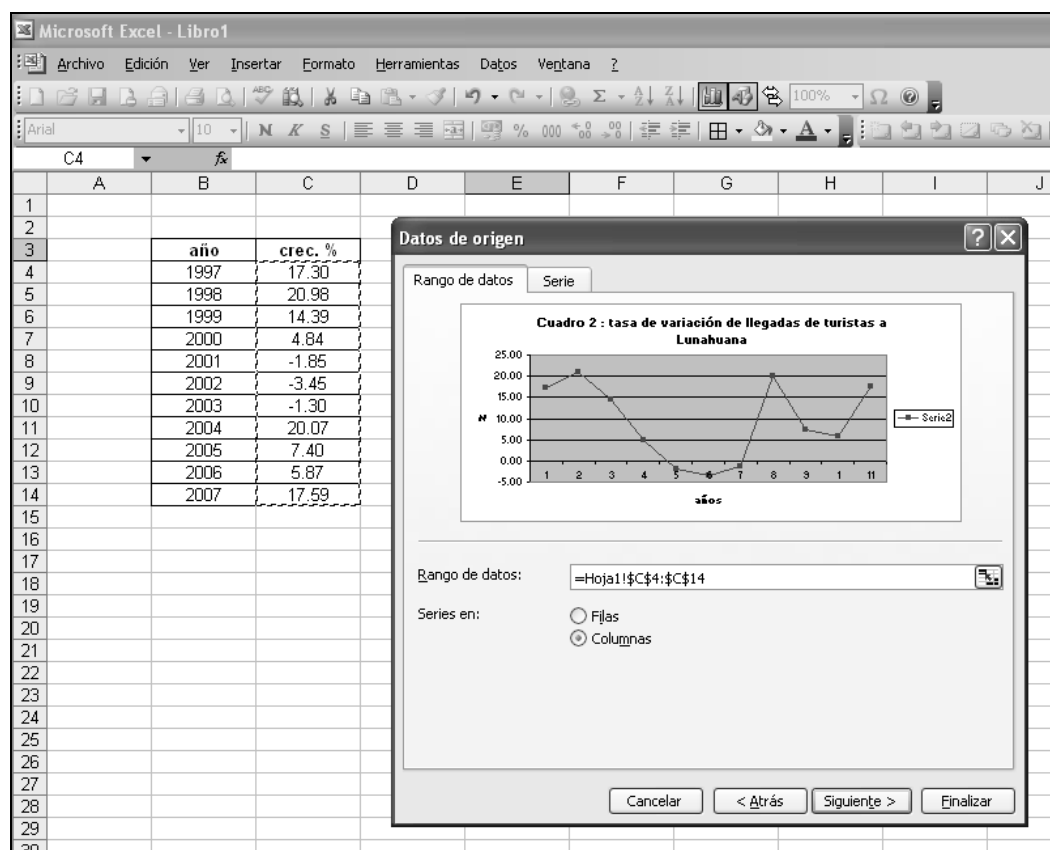 Microsoft Excel - Libro1
Archivo Edición Ver Insertar Formato Herramientas Datos Ventana ?
100%
Arial 10 N K S % 000
C4 fx
A B C D E F G H I J
1
2
3 año crec. %
4 1997 17.30
5 1998 20.98
6 1999 14.39
7 2000 4.84
8 2001 -1.85
9 2002 -3.45
10 2003 -1.30
11 2004 20.07
12 2005 7.40
13 2006 5.87
14 2007 17.59
15
16
17
18
19
20
21
22
23
24
25
26
27
28
29
30
Datos de origen
Rango de datos Serie
Cuadro 2 : tasa de variación de llegadas de turistas a
Lunahuana
25.00
20.00
15.00
10.00
5.00
0.00
-5.00
1 2 3 4 5 6 7 8 9 1 11
años
Serie2
Rango de datos: =Hoja1!$C$4:$C$14
Series en: Filas
Columnas
Cancelar < Atrás Siguiente > Finalizar